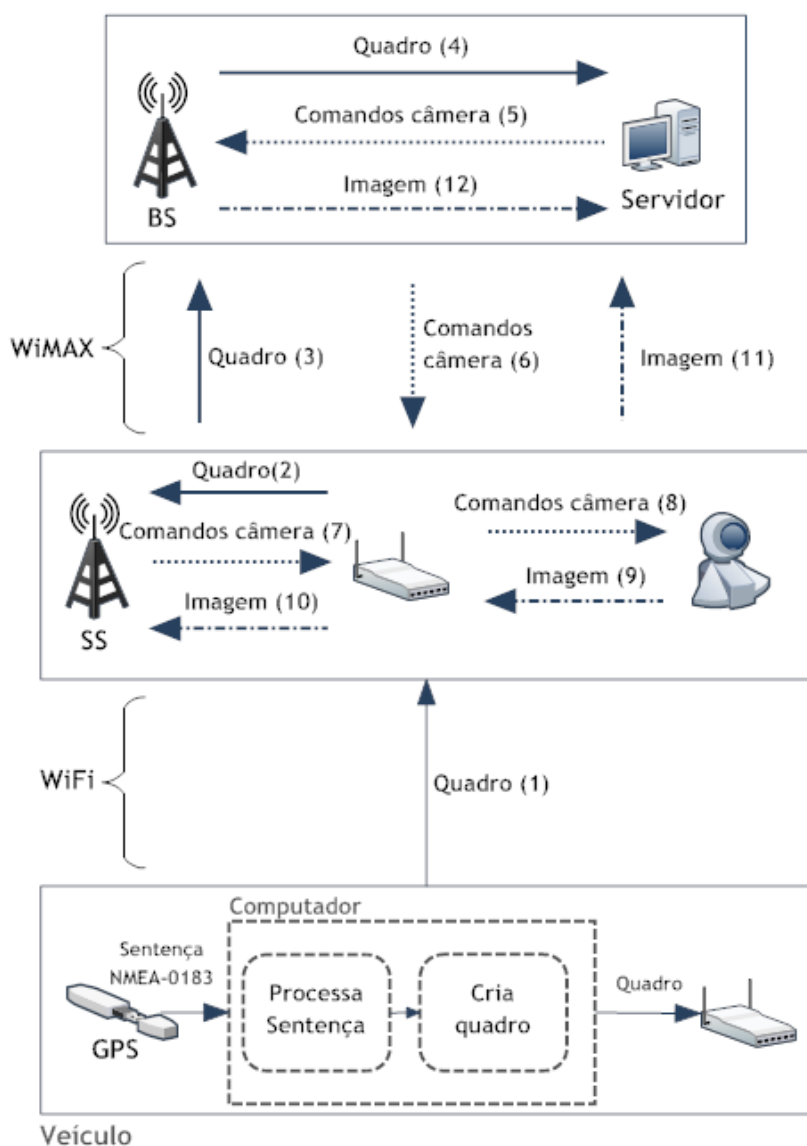 Quadro (4)
Comandos câmera (5)
Imagem (12)
BS
Servidor
WiMAX
Quadro (3)
Comandos
câmera (6)
Imagem (11)
Quadro(2)
Comandos câmera (7)
Comandos câmera (8)
Imagem (9)
Imagem (10)
SS
WiFi
Quadro (1)
Computador
Sentença
NMEA-0183
Processa
Sentença
Cria
quadro
Quadro
GPS
Veículo